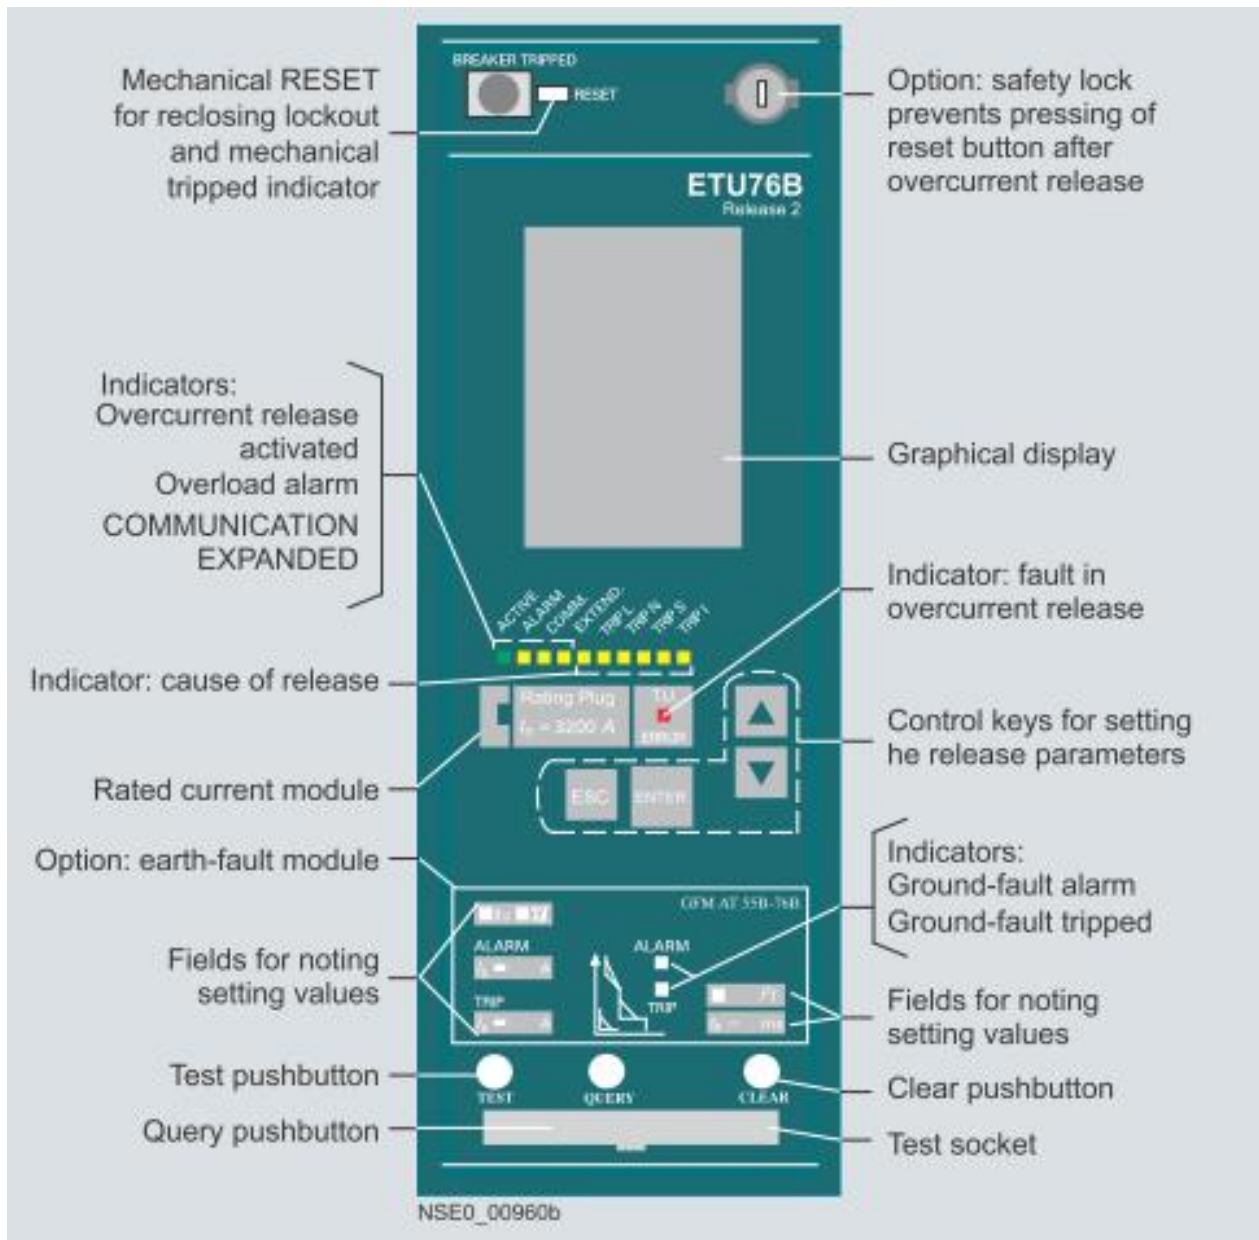 BREAKER TRIPPED
RESET
Mechanical RESET
for reclosing lockout
and mechanical
tripped indicator
Option: safety lock
prevents pressing of
reset button after
overcurrent release
ETU76B
Release 2
Indicators:
Overcurrent release
activated
Overload alarm
COMMUNICATION
EXPANDED
Graphical display
Indicator: fault in
overcurrent release
ACTIVE
ALARM
COMM.
EXTEND.
TRIP L
TRIP N
TRIP S
TRIP I
Indicator: cause of release
Rating Plug
= 3200 A
T.U.
ERROR
Control keys for setting
he release parameters
Rated current module
ESC
ENTER
Option: earth-fault module
Indicators:
Ground-fault alarm
Ground-fault tripped
GFM AT 55B-76B
ALARM
A
TRIP
A
ALARM
TRIP
ms
Fields for noting
setting values
Fields for noting
setting values
Test pushbutton
TEST
QUERY
CLEAR
Clear pushbutton
Query pushbutton
Test socket
NSE0_00960b